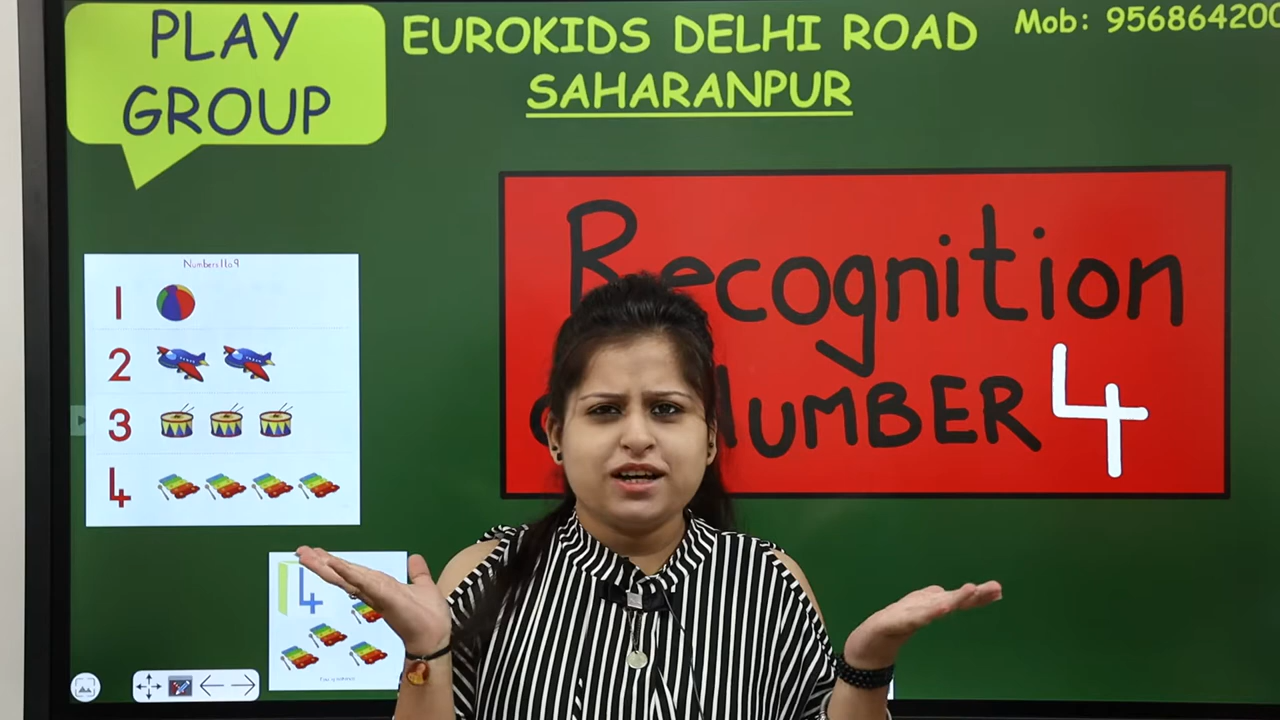 PLAY
GROUP
EUROKIDS DELHI ROAD
SAHARANPUR
Mob: 956864200
Recognition
NUMBER 4
Numbers 1 to 9
1
2
3
4
4